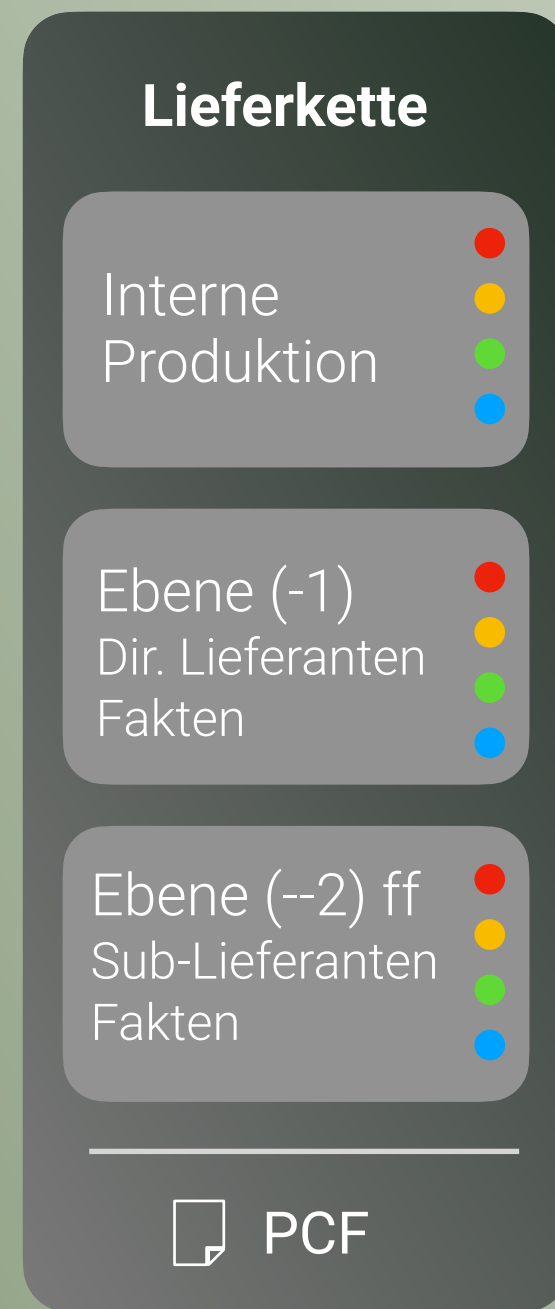 Lieferkette
Interne
Produktion
Ebene (-1)
Dir. Lieferanten
Fakten
Ebene (--2) ff
Sub-Lieferanten
Fakten
PCF